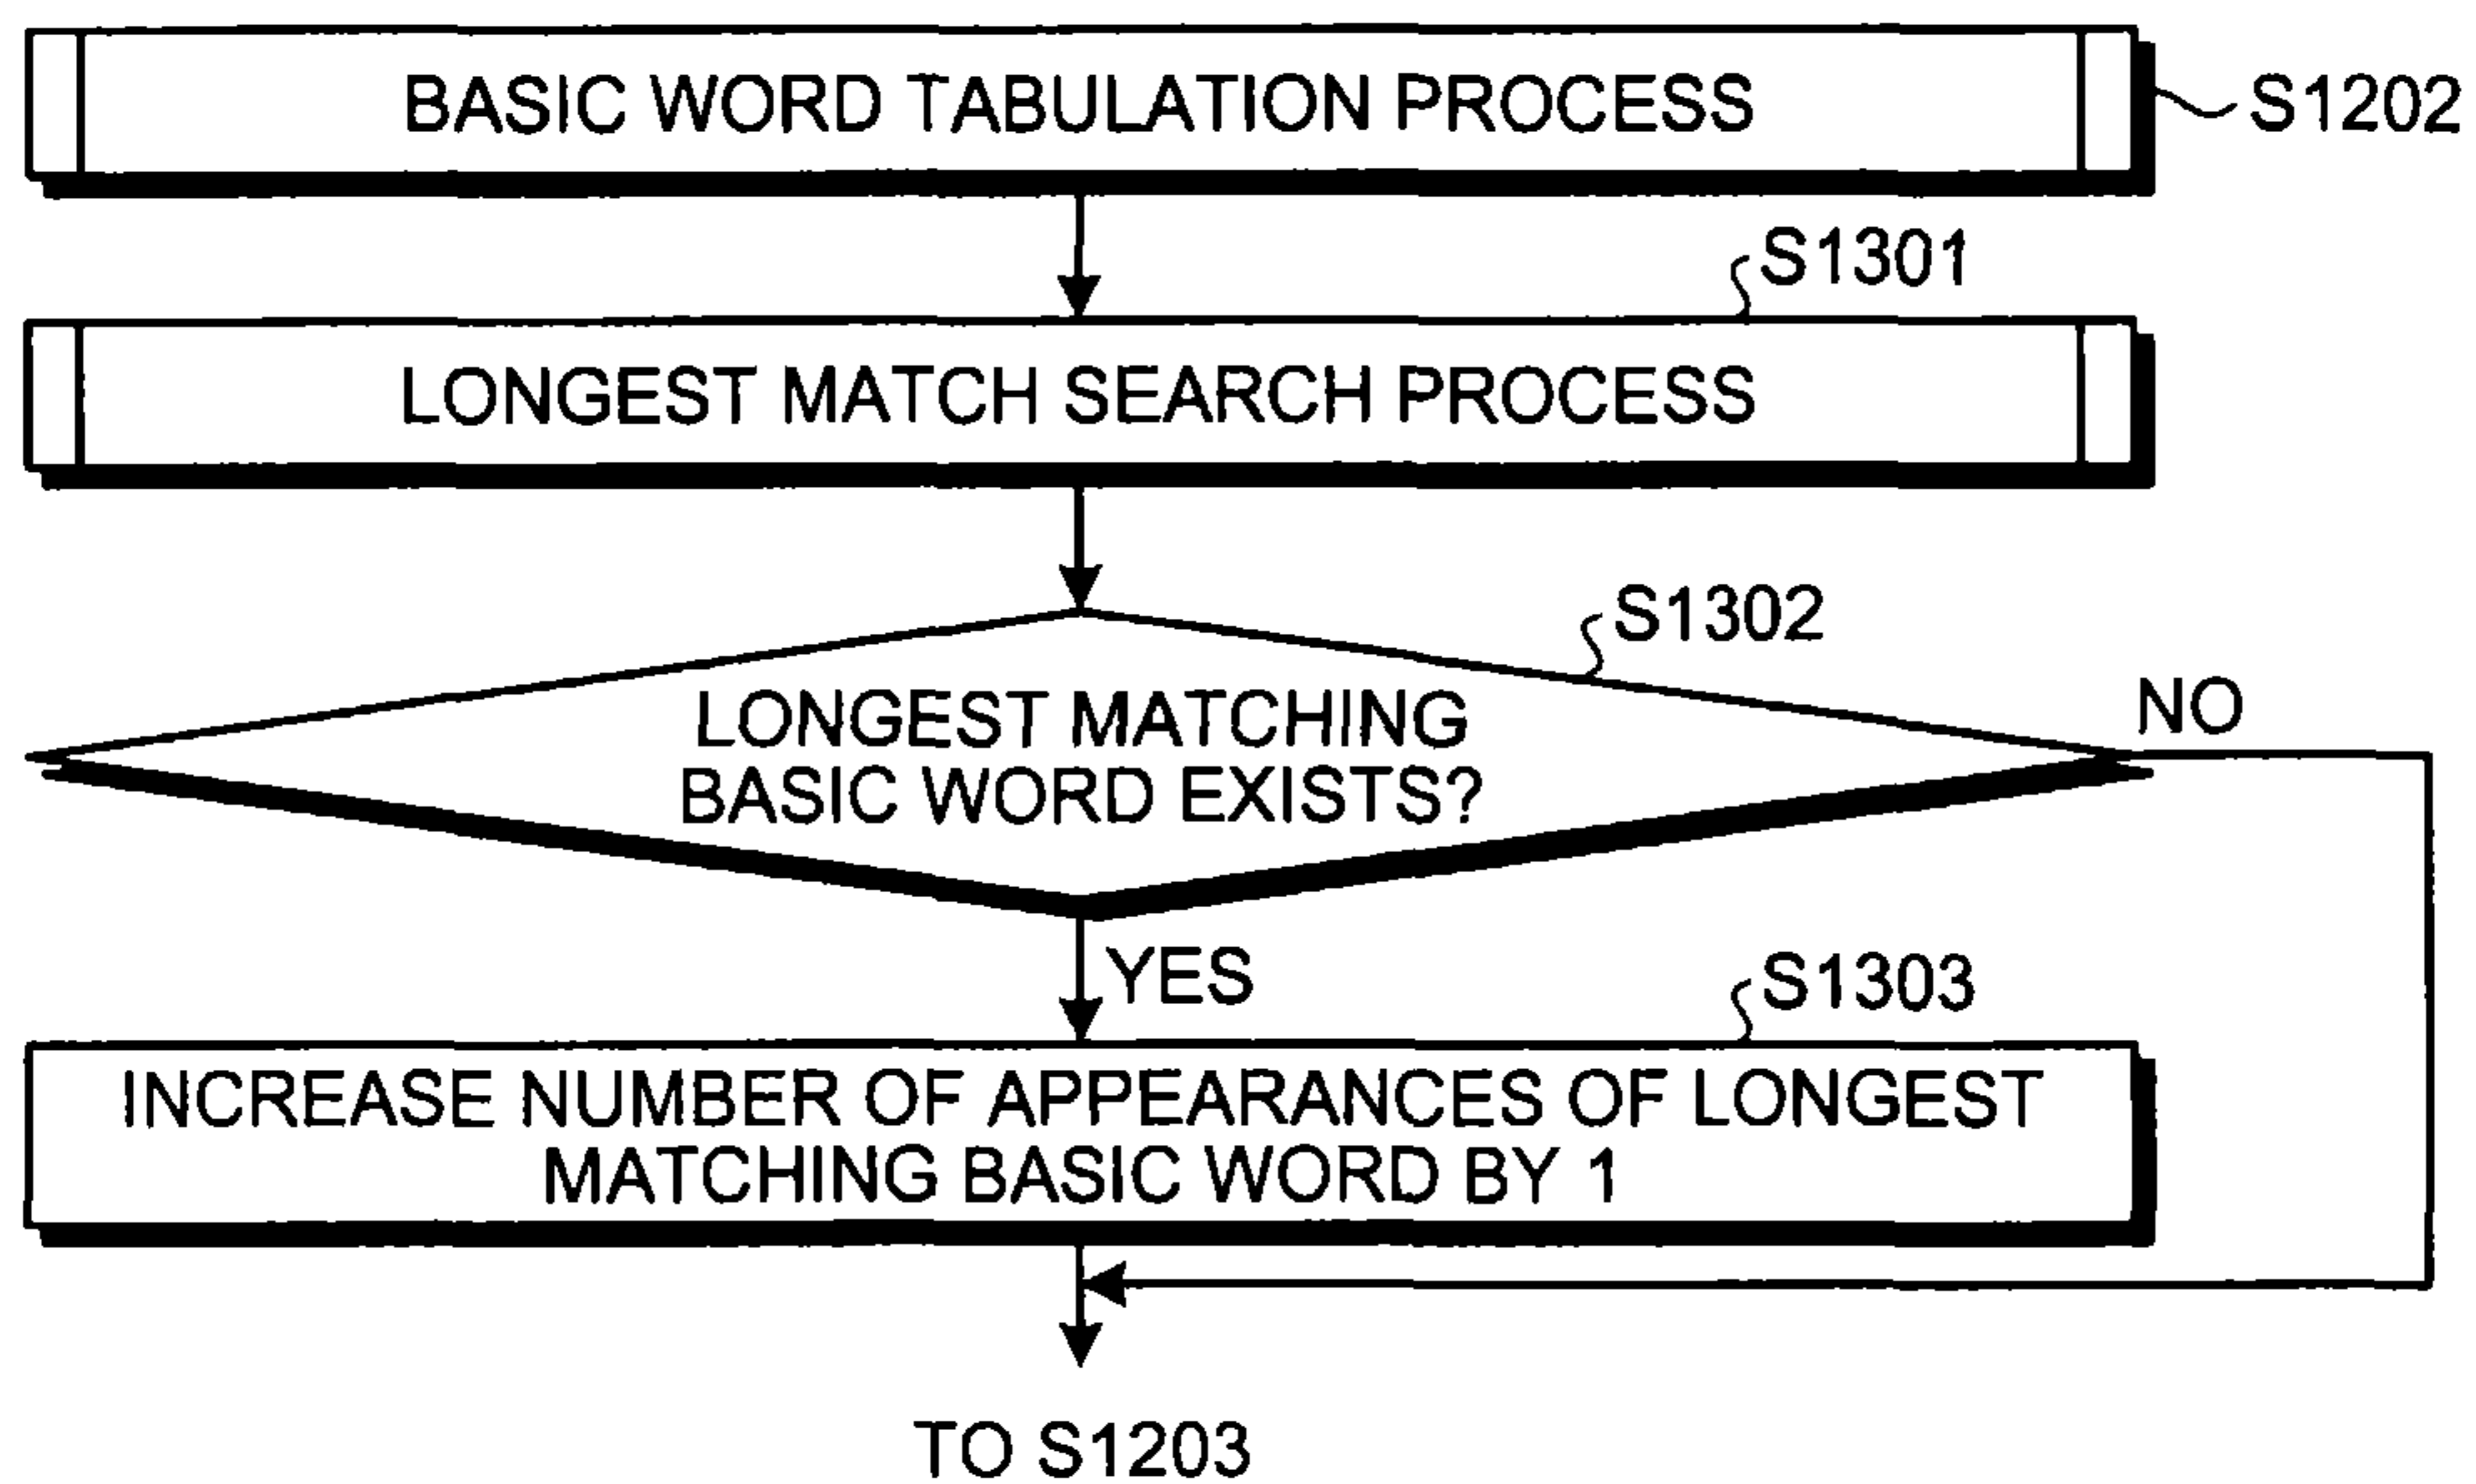 BASIC WORD TABULATION PROCESS
S1202
S1301
LONGEST MATCH SEARCH PROCESS
S1302
LONGEST MATCHING
BASIC WORD EXISTS?
NO
YES
S1303
INCREASE NUMBER OF APPEARANCES OF LONGEST
MATCHING BASIC WORD BY 1
TO S1203